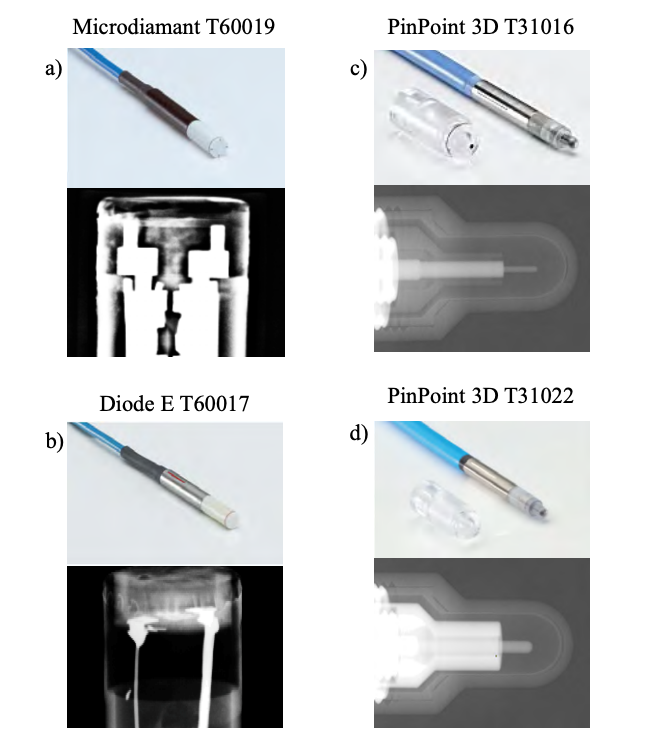 Microdiamant T60019
a)
PinPoint 3D T31016
c)
Diode E T60017
b)
PinPoint 3D T31022
d)